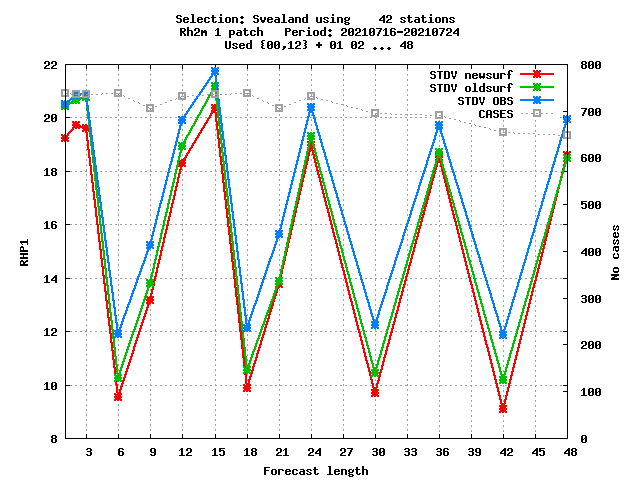 Selection: Svealand using    42 stations
Rh2m 1 patch   Period: 20210716-20210724
Used {00,12} + 01 02 ... 48
STDV newsurf
STDV oldsurf
STDV OBS
CASES
22
20
18
16
14
12
10
8
RHP1
800
700
600
500
400
300
200
100
0
No cases
3 6 9 12 15 18 21 24 27 30 33 36 39 42 45 48
Forecast length